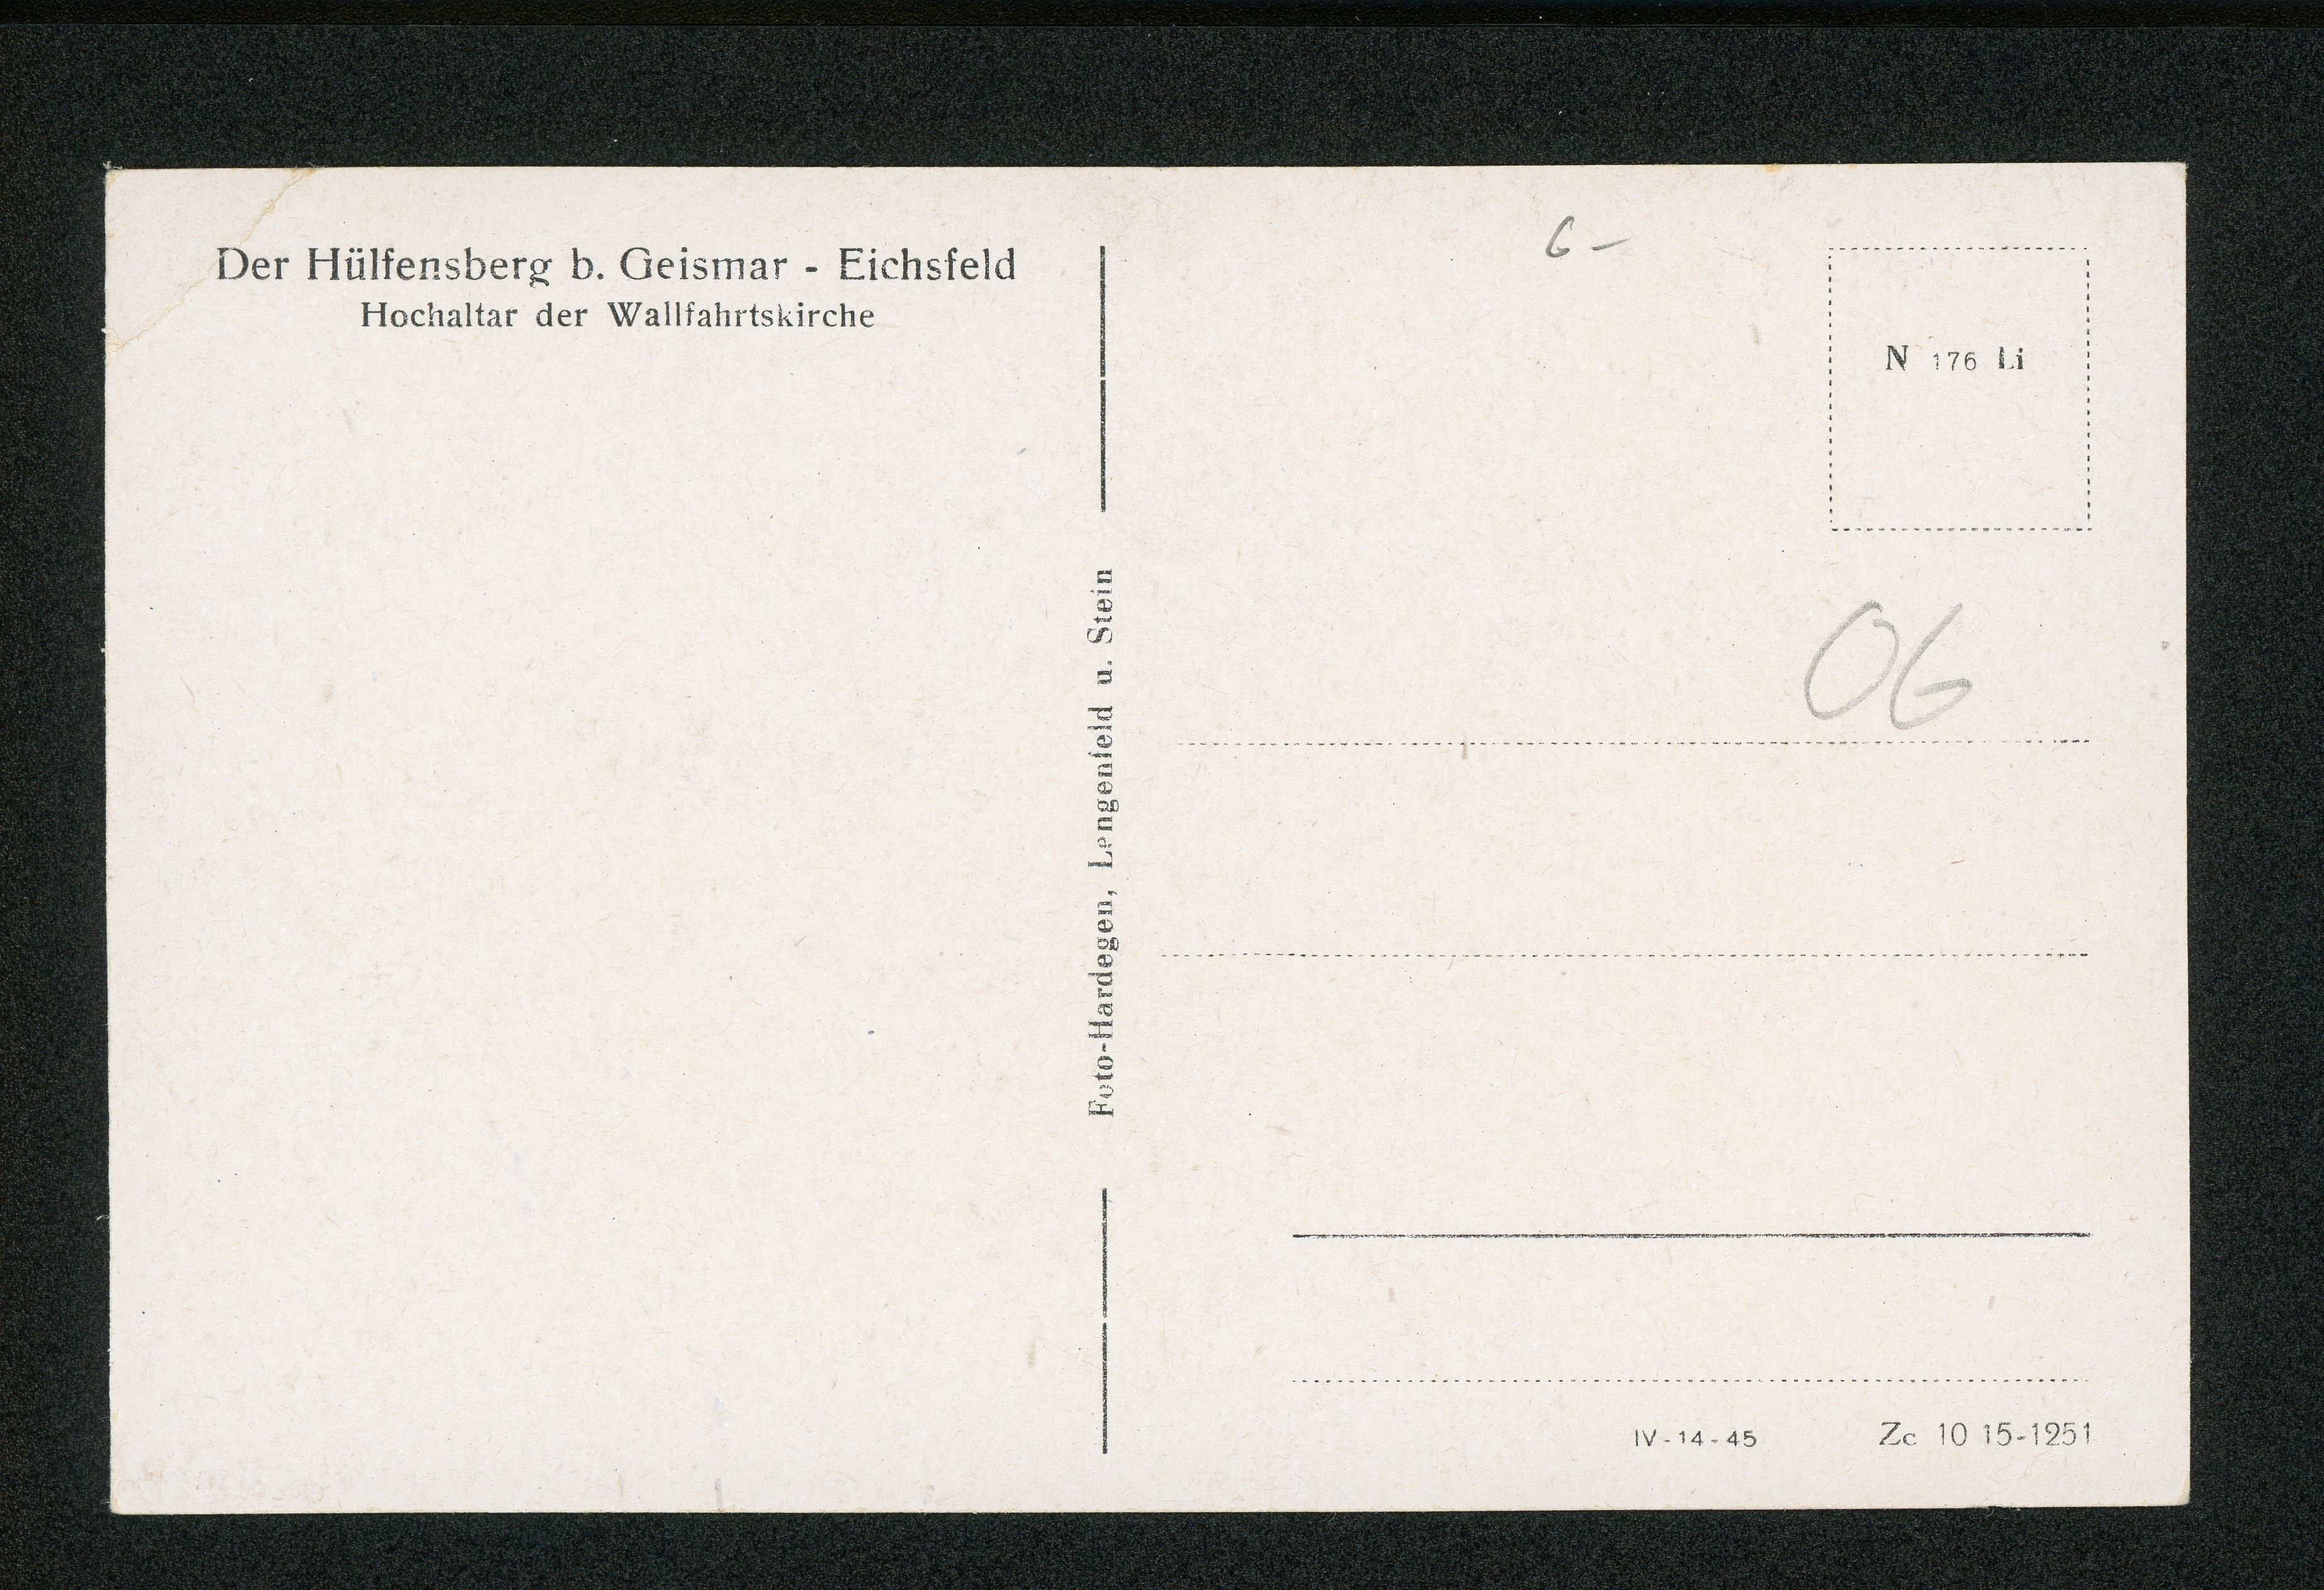 Der Hülfensberg b. Geismar - Eichsfeld
Hochaltar der Wallfahrtskirche
Foto-Hardegen, Lengenfeld u. Stein
6 -
N 176 Li
06
IV-14-45
Zc 10 15-1251